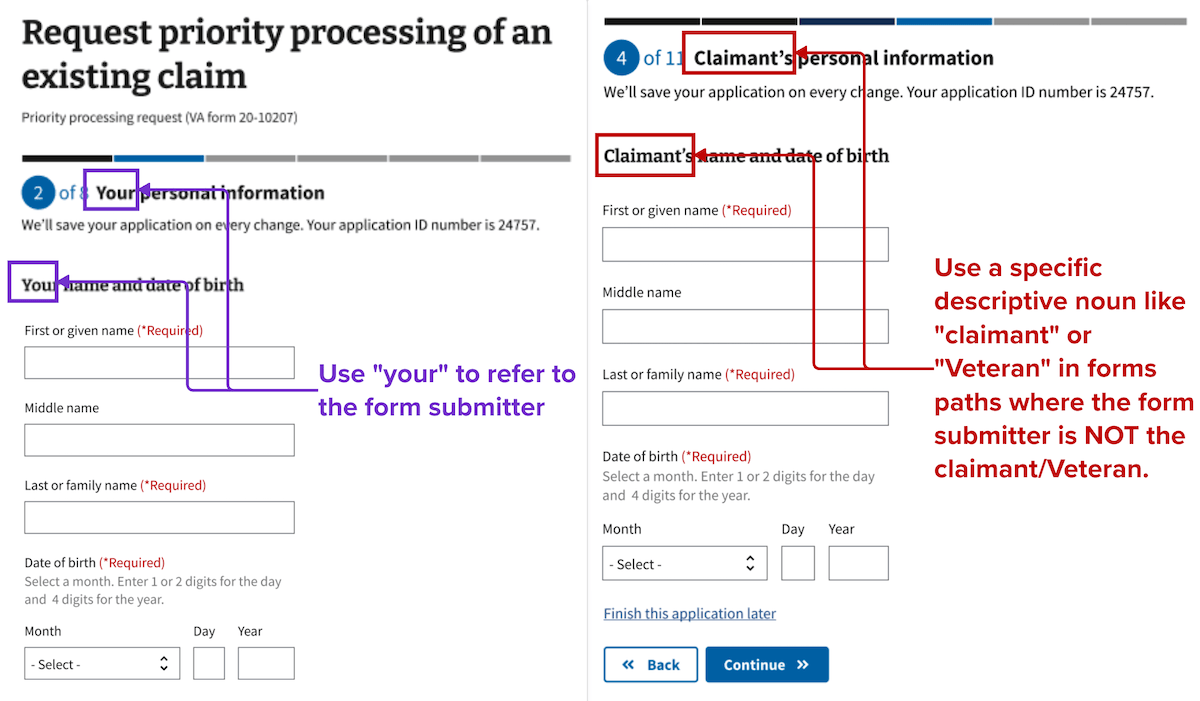 Request priority processing of an
existing claim
Priority processing request (VA form 20-10207)
2 of 8 Your personal information
We'll save your application on every change. Your application ID number is 24757.
Your name and date of birth
First or given name (*Required)
Middle name
Last or family name (*Required)
Date of birth (*Required)
Select a month. Enter 1 or 2 digits for the day
and 4 digits for the year.
Month Day Year
- Select -
Use "your" to refer to
the form submitter
4 of 11 Claimant's personal information
We'll save your application on every change. Your application ID number is 24757.
Claimant's name and date of birth
First or given name (*Required)
Middle name
Last or family name (*Required)
Date of birth (*Required)
Select a month. Enter 1 or 2 digits for the day
and 4 digits for the year.
Month Day Year
- Select -
Finish this application later
Back
Continue
Use a specific
descriptive noun like
"claimant" or
"Veteran" in forms
paths where the form
submitter is NOT the
claimant/Veteran.